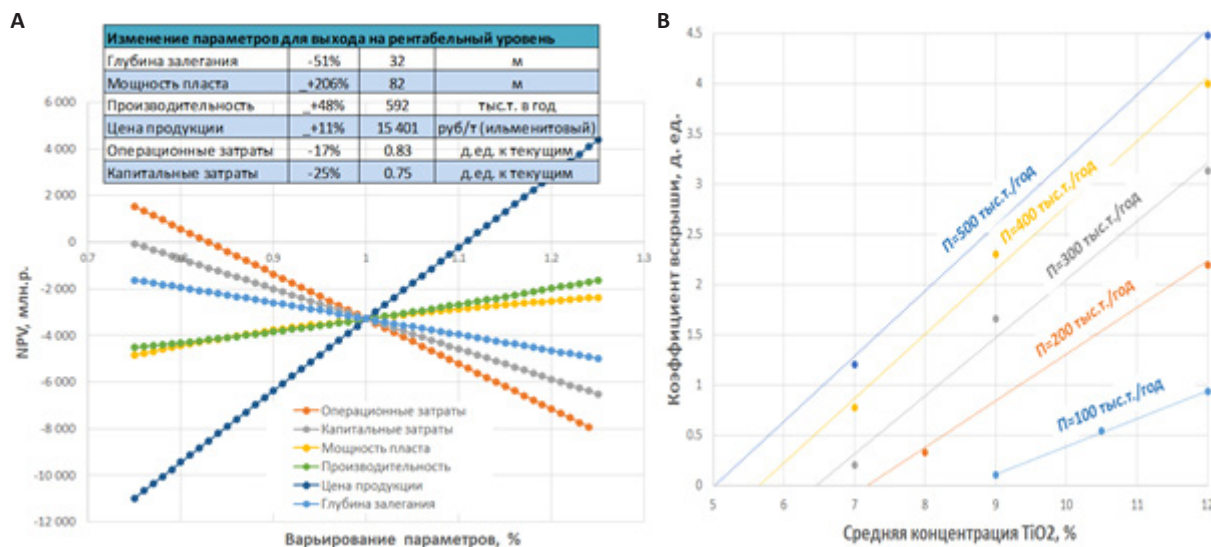 A
Изменение параметров для выхода на рентабельный уровень
Глубина залегания -51% 32 м
Мощность пласта _+206% 82 м
Производительность _+48% 592 тыс.т. в год
Цена продукции _+11% 15 401 руб/т (ильменитовый)
Операционные затраты -17% 0.83 д.ед. к текущим
Капитальные затраты -25% 0.75 д.ед. к текущим
6 000
4 000
2 000
0
-2 000
-4 000
-6 000
-8 000
-10 000
-12 000
NPV, млн.р.
0.7 0.8 0.9 1 1.1 1.2 1.3
Операционные затраты
Капитальные затраты
Мощность пласта
Производительность
Цена продукции
Глубина залегания
Варьирование параметров, %
B
Коэффициент вскрыши, д. ед.
4.5
4
3.5
3
2.5
2
1.5
1
0.5
0
П=500 тыс.т./год
П=400 тыс.т./год
П=300 тыс.т./год
П=200 тыс.т./год
П=100 тыс.т./год
5 6 7 8 9 10 11 12
Средняя концентрация TiO2, %